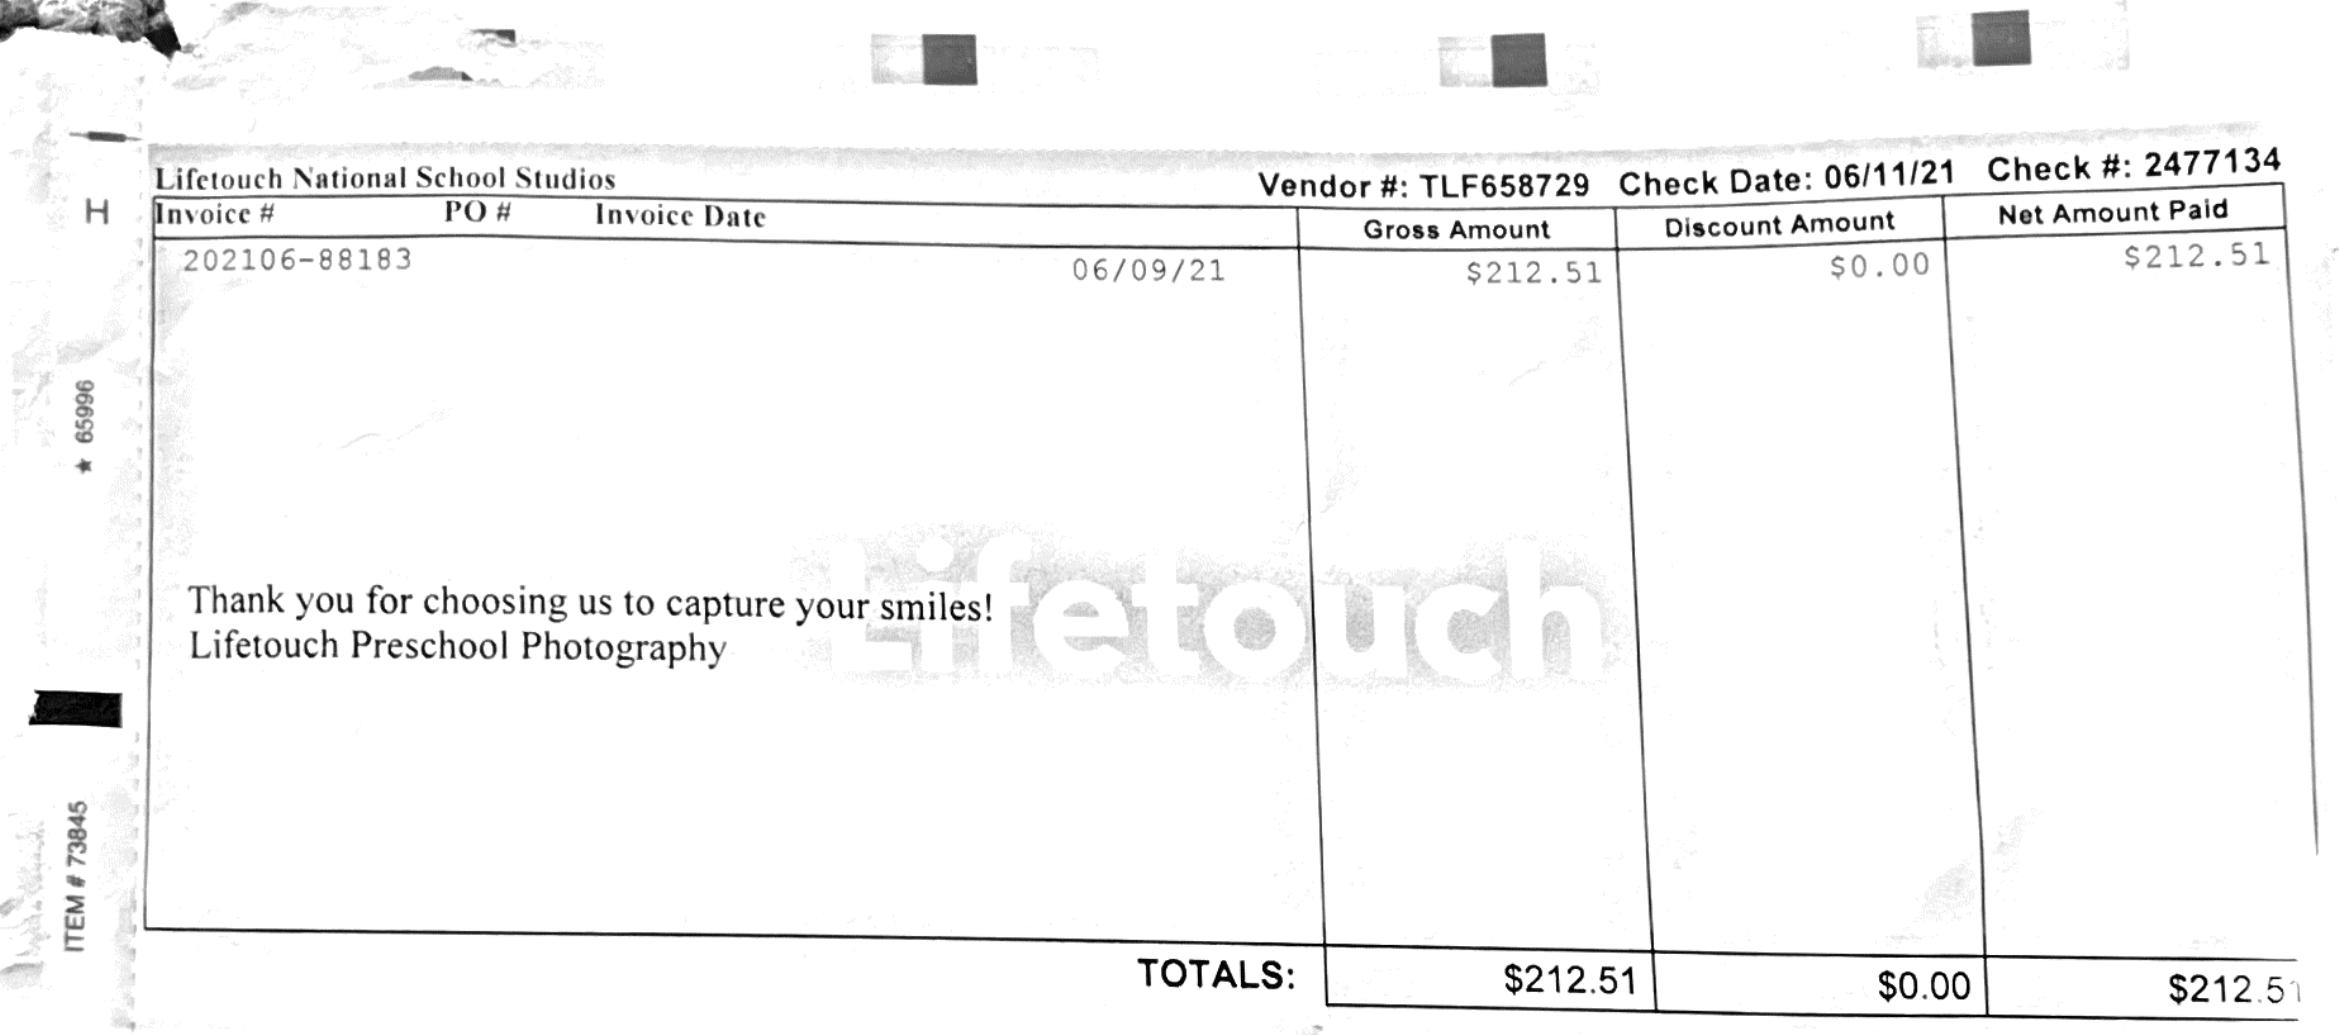 Lifetouch National School Studios
Vendor #: TLF658729 Check Date: 06/11/21 Check #: 2477134
Invoice # PO # Invoice Date Gross Amount Discount Amount Net Amount Paid
202106-88183 06/09/21 $212.51 $0.00 $212.51
H
★ 65996
Lifetouch
Thank you for choosing us to capture your smiles!
Lifetouch Preschool Photography
ITEM # 73845
TOTALS: $212.51 $0.00 $212.51